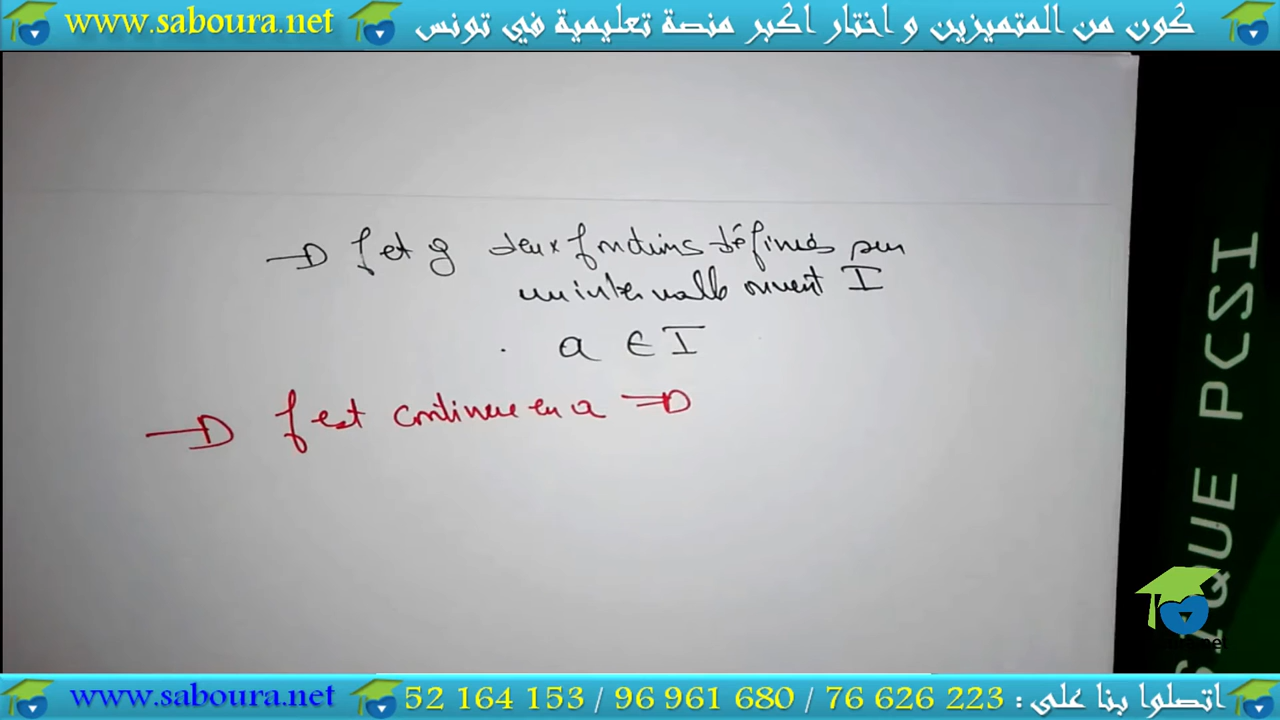 www.saboura.net كون من المتميزين و اختار اكبر منصة تعليمية في تونس
→ f et g deux fonctions définies sur
un intervalle ouvert I
a ∈ I
→ f est continue en a ⇒
SIQUE PCSI
www.saboura.net 52 164 153 / 96 961 680 / 76 626 223 : اتصلوا بنا على